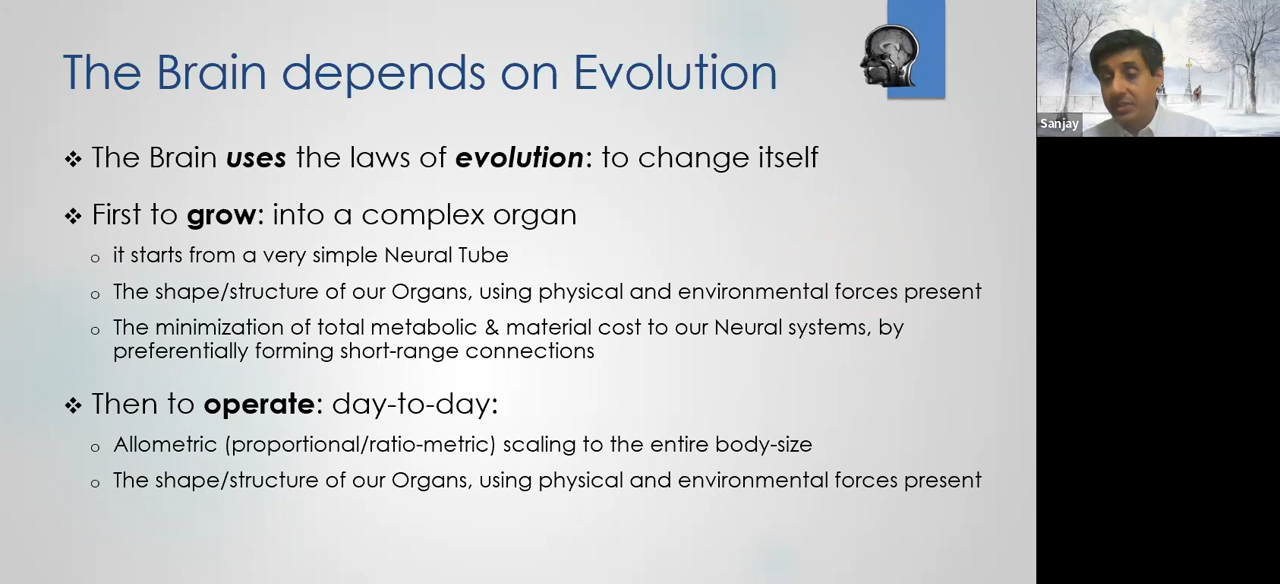 The Brain depends on Evolution
❖ The Brain uses the laws of evolution: to change itself
❖ First to grow: into a complex organ
o it starts from a very simple Neural Tube
o The shape/structure of our Organs, using physical and environmental forces present
o The minimization of total metabolic & material cost to our Neural systems, by
preferentially forming short-range connections
❖ Then to operate: day-to-day:
o Allometric (proportional/ratio-metric) scaling to the entire body-size
o The shape/structure of our Organs, using physical and environmental forces present
Sanjay